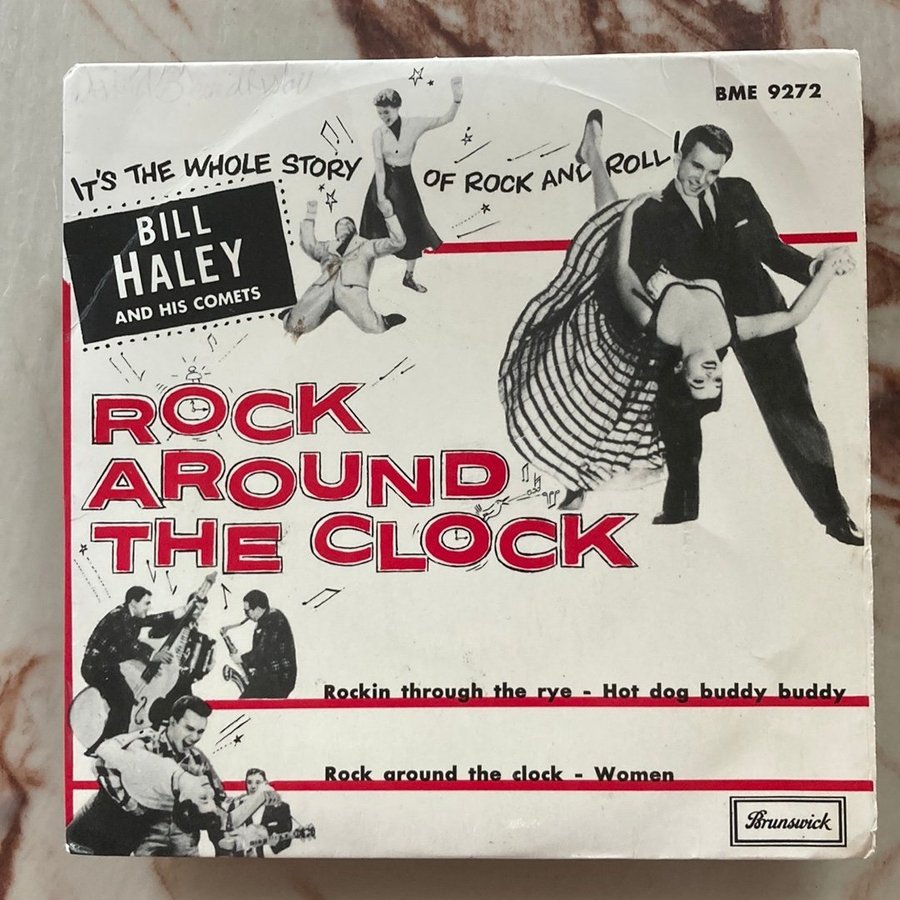 BME 9272
IT'S THE WHOLE STORY OF ROCK AND ROLL!
BILL
HALEY
AND HIS COMETS
ROCK
AROUND
THE CLOCK
Rockin through the rye - Hot dog buddy buddy
Rock around the clock - Women
Brunswick